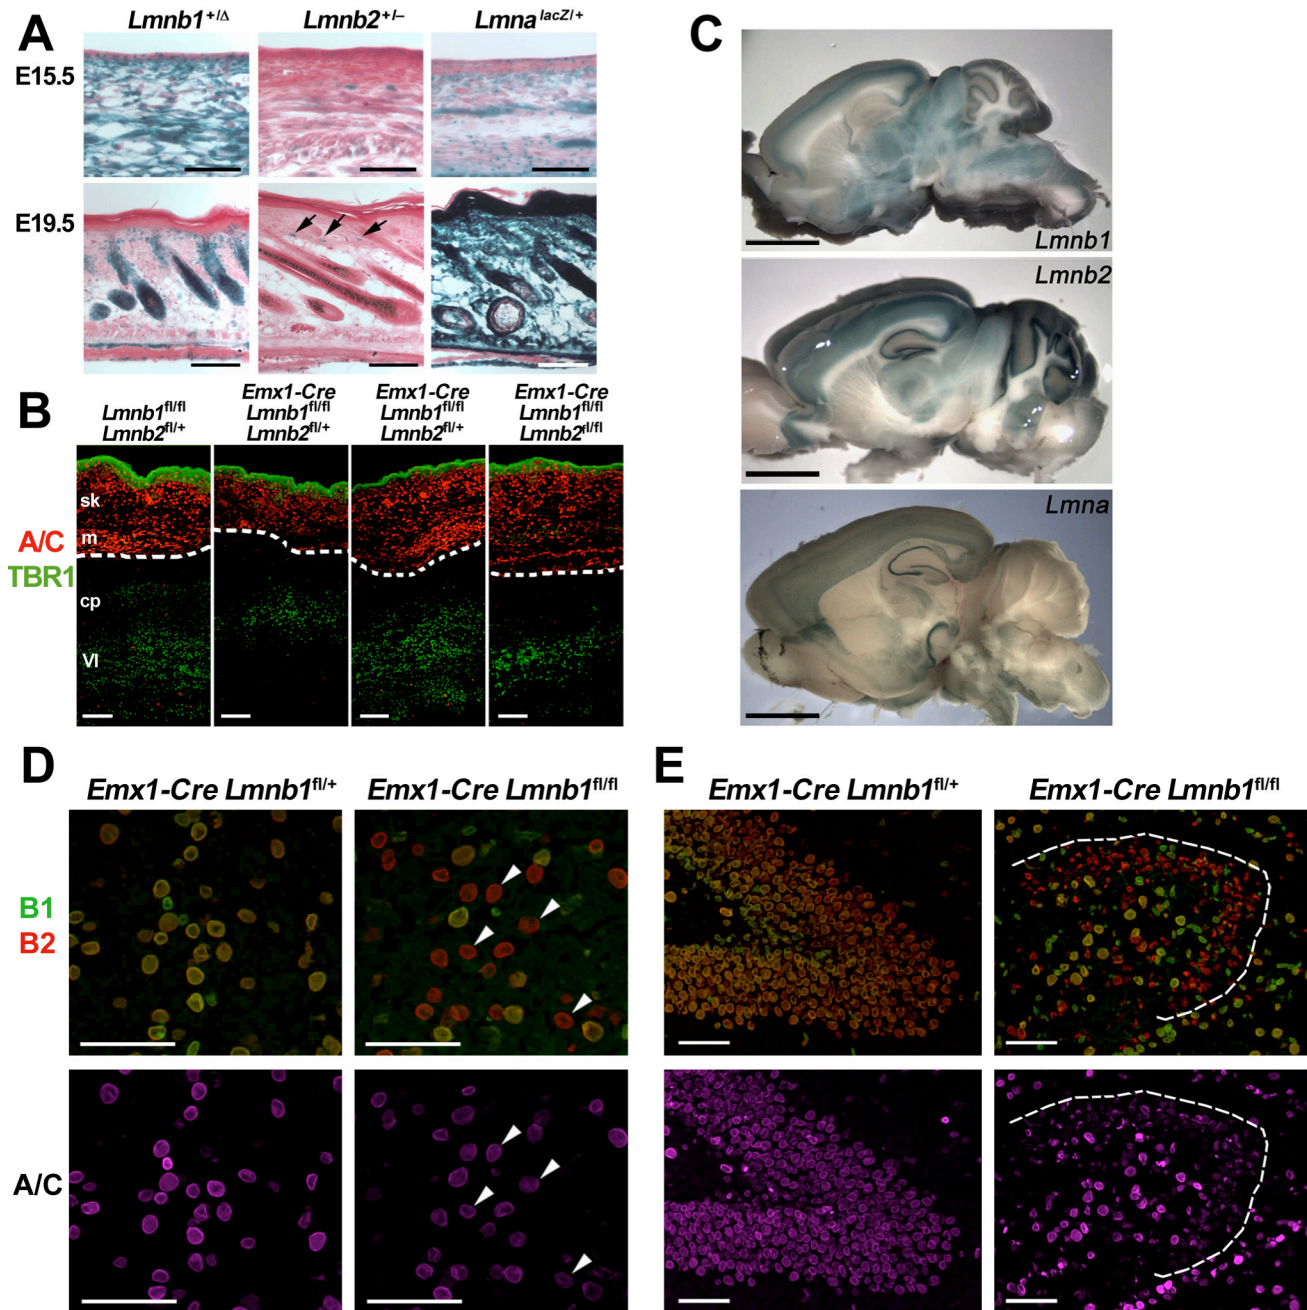 A
Lmnb1+/Δ
Lmnb2+/–
Lmna lacZ/+
E15.5
E19.5
B
Lmnb1fl/fl
Lmnb2fl/+
Emx1-Cre
Lmnb1fl/fl
Lmnb2fl/+
Emx1-Cre
Lmnb1fl/fl
Lmnb2fl/+
Emx1-Cre
Lmnb1fl/fl
Lmnb2fl/fl
A/C
TBR1
sk
m
cp
VI
C
Lmnb1
Lmnb2
Lmna
D
Emx1-Cre Lmnb1fl/+
Emx1-Cre Lmnb1fl/fl
B1
B2
A/C
E
Emx1-Cre Lmnb1fl/+
Emx1-Cre Lmnb1fl/fl